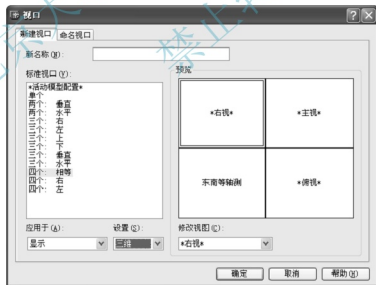 视口
新建视口 命名视口
新名称(N):
标准视口(V):
*活动模型配置*
单个
两个: 垂直
两个: 水平
三个: 右
三个: 左
三个: 上
三个: 下
三个: 垂直
三个: 水平
四个: 相等
四个: 右
四个: 左
预览
*右视*
*主视*
东南等轴测
*俯视*
应用于(A):
设置(S):
修改视图(C):
显示
三维
*右视*
确定 取消 帮助(H)